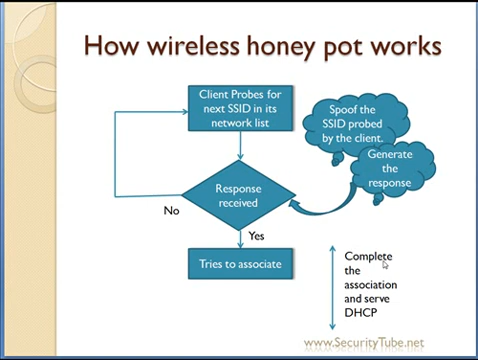 How wireless honey pot works
Client Probes for
next SSID in its
network list
Spoof the
SSID probed
by the client.
Generate the
response
Response
received
No
Yes
Tries to associate
Complete
the
association
and serve
DHCP
www.SecurityTube.net